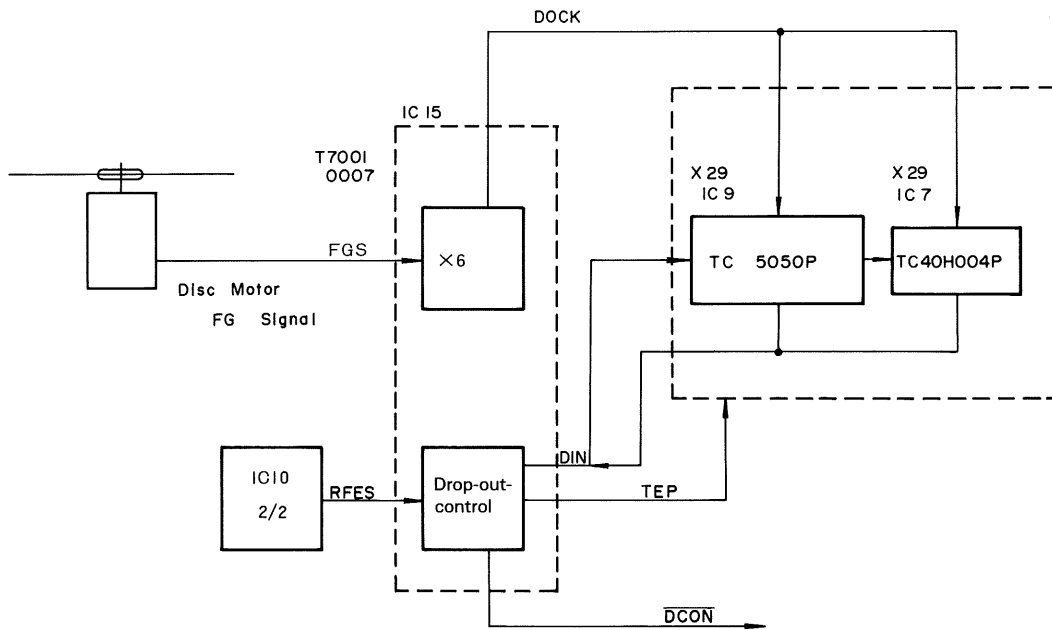 DOCK
IC 15
T7001
0007
X 29
IC 9
X 29
IC 7
FGS
×6
TC 5050P
TC40H004P
Disc Motor
FG Signal
IC10
2/2
RFES
Drop-out-
control
DIN
TEP
DCON